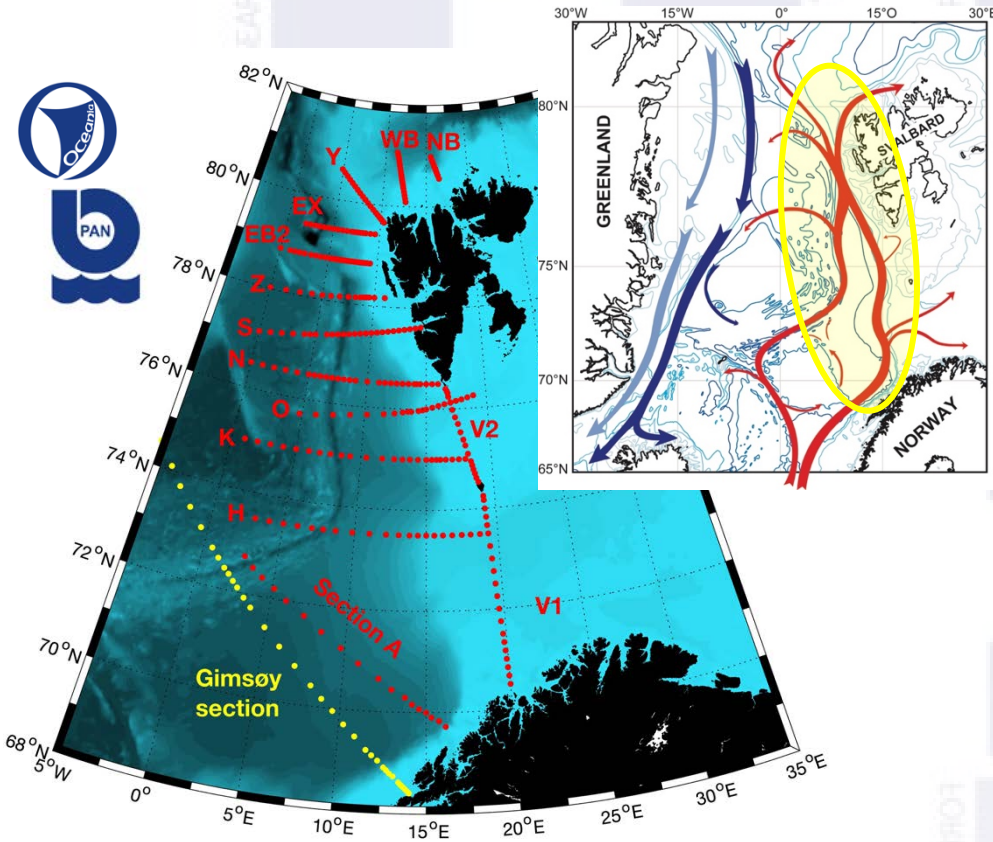 Oceania
PAN
82°N
80°N
78°N
76°N
74°N
72°N
70°N
68°N
5°W
0°
5°E
10°E
15°E
20°E
25°E
30°E
35°E
WB
NB
Y
EX
EB2
Z
S
N
O
V2
K
H
V1
Section A
Gimsøy
section
30°W
15°W
0°
15°O
30°E
80°N
75°N
70°N
65°N
GREENLAND
SVALBARD
NORWAY